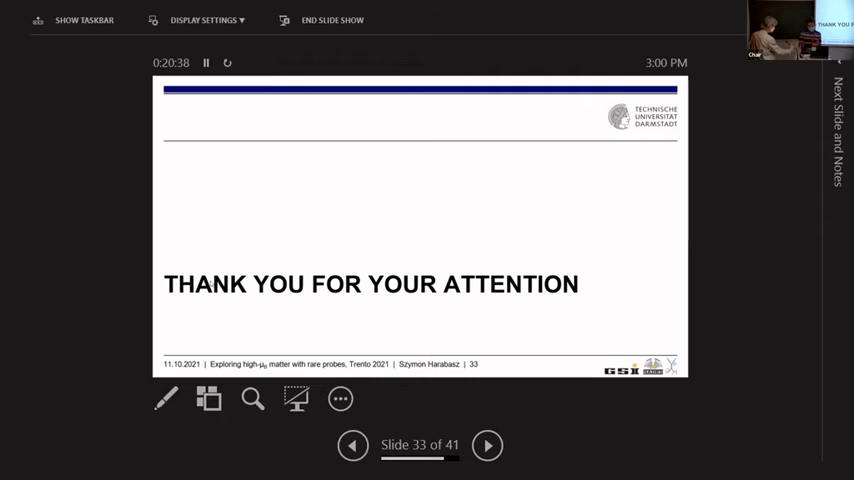 SHOW TASKBAR
DISPLAY SETTINGS ▼
END SLIDE SHOW
THANK YOU F
Chair
0:20:38
3:00 PM
Next Slide and Notes
TECHNISCHE
UNIVERSITÄT
DARMSTADT
THANK YOU FOR YOUR ATTENTION
11.10.2021 | Exploring high-μB matter with rare probes, Trento 2021 | Szymon Harabasz | 33
GSI
Slide 33 of 41